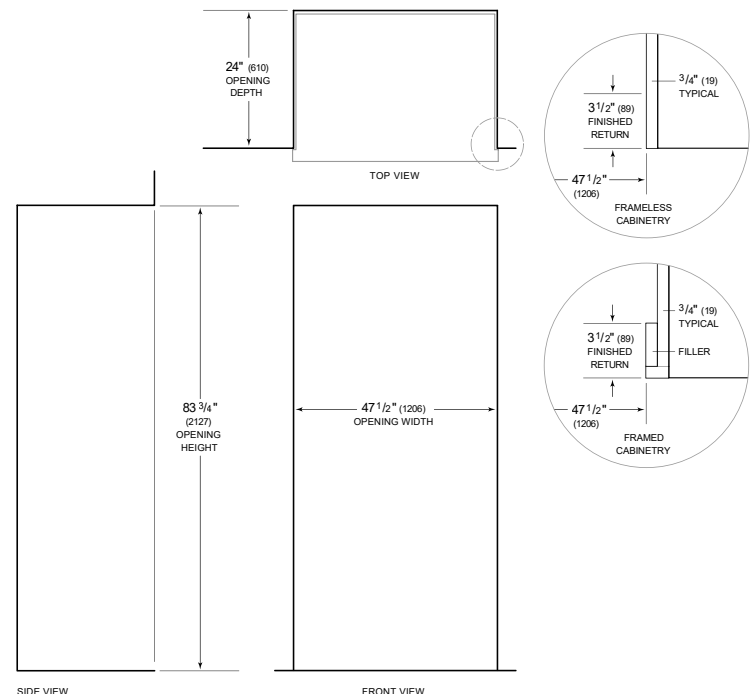 24" (610)
OPENING
DEPTH
TOP VIEW
3/4" (19)
TYPICAL
3 1/2" (89)
FINISHED
RETURN
47 1/2"
(1206)
FRAMELESS
CABINETRY
3/4" (19)
TYPICAL
3 1/2" (89)
FINISHED
RETURN
FILLER
47 1/2"
(1206)
FRAMED
CABINETRY
83 3/4"
(2127)
OPENING
HEIGHT
47 1/2" (1206)
OPENING WIDTH
SIDE VIEW
FRONT VIEW